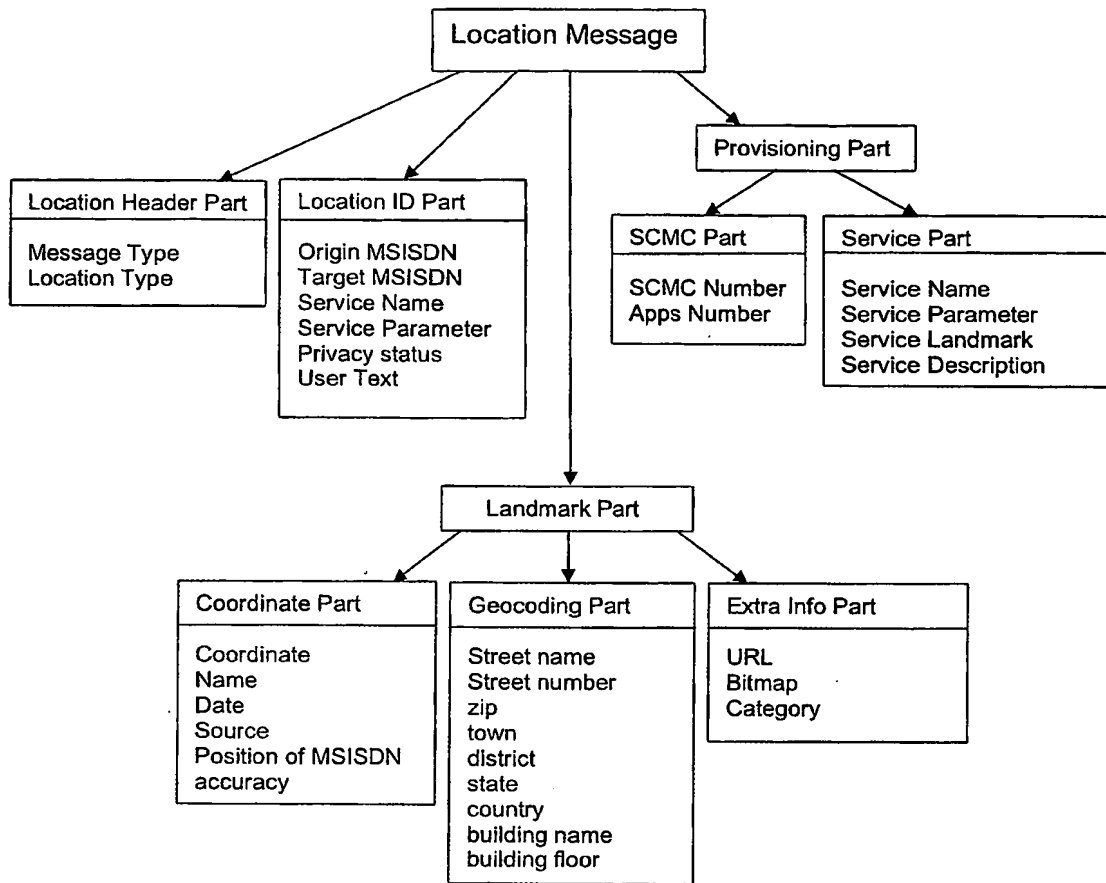 Location Message
Provisioning Part
Location Header Part
Message Type
Location Type
Location ID Part
Origin MSISDN
Target MSISDN
Service Name
Service Parameter
Privacy status
User Text
SCMC Part
SCMC Number
Apps Number
Service Part
Service Name
Service Parameter
Service Landmark
Service Description
Landmark Part
Coordinate Part
Coordinate
Name
Date
Source
Position of MSISDN
accuracy
Geocoding Part
Street name
Street number
zip
town
district
state
country
building name
building floor
Extra Info Part
URL
Bitmap
Category